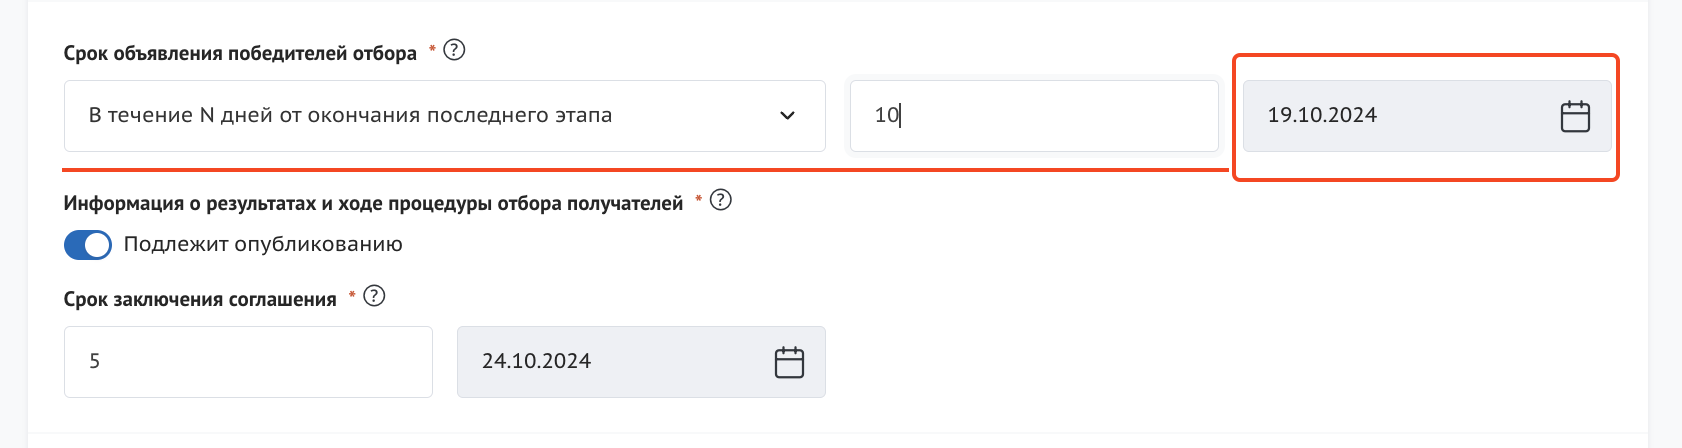 Срок объявления победителей отбора * ?
В течение N дней от окончания последнего этапа 10 19.10.2024
Информация о результатах и ходе процедуры отбора получателей * ?
Подлежит опубликованию
Срок заключения соглашения * ?
5 24.10.2024